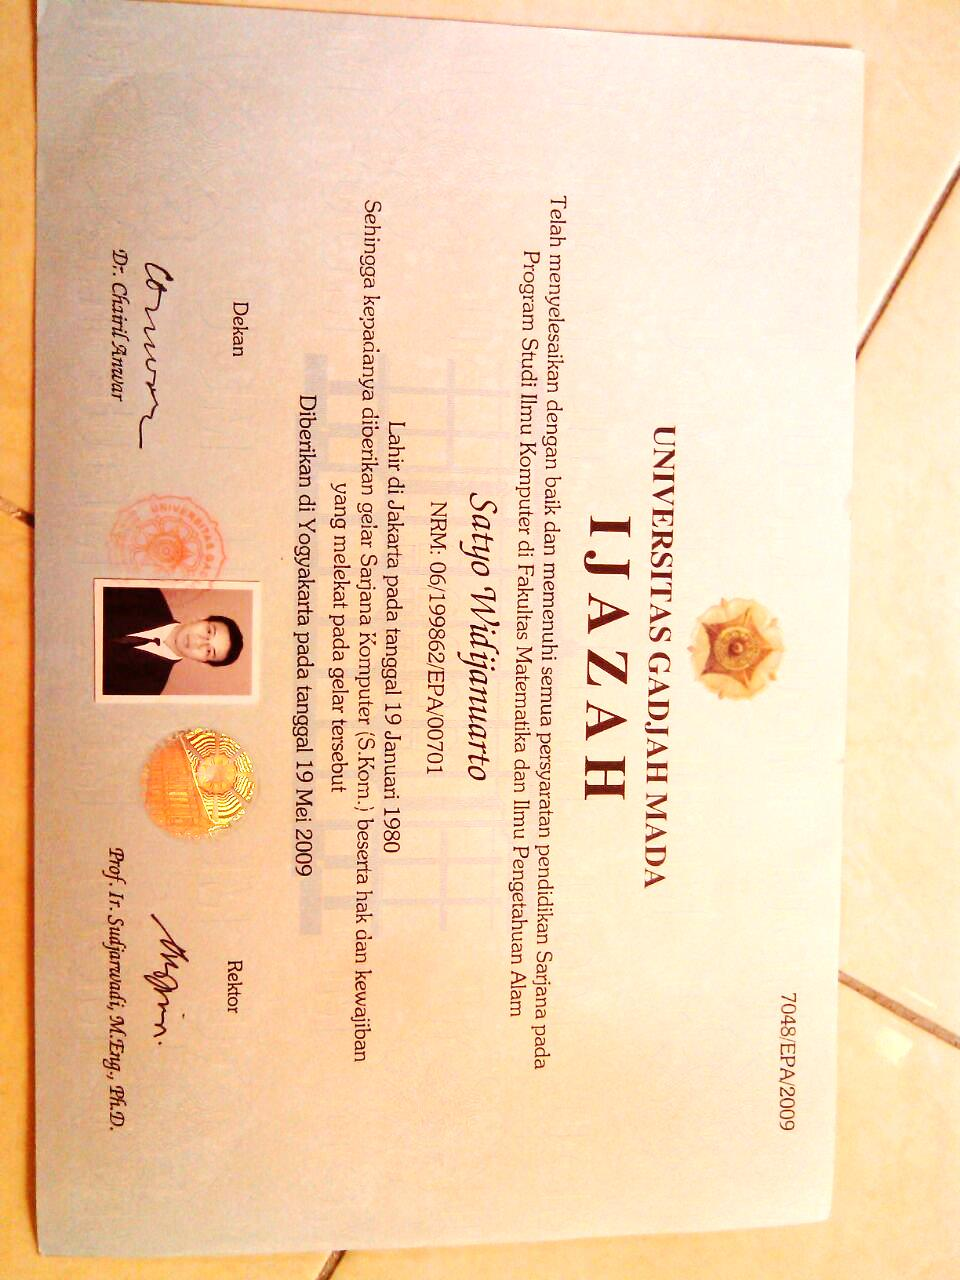 7048/EPA/2009
UNIVERSITAS GADJAH MADA
IJAZAH
Telah menyelesaikan dengan baik dan memenuhi semua persyaratan pendidikan Sarjana pada
Program Studi Ilmu Komputer di Fakultas Matematika dan Ilmu Pengetahuan Alam
Satyo Widijanuarto
NRM: 06/199862/EPA/00701
Lahir di Jakarta pada tanggal 19 Januari 1980
Sehingga kepadanya diberikan gelar Sarjana Komputer (S.Kom.) beserta hak dan kewajiban
yang melekat pada gelar tersebut
Diberikan di Yogyakarta pada tanggal 19 Mei 2009
Dekan
Rektor
UNIVERSITAS
Dr. Chairil Anwar
Prof. Ir. Sudjarwadi, M.Eng., Ph.D.